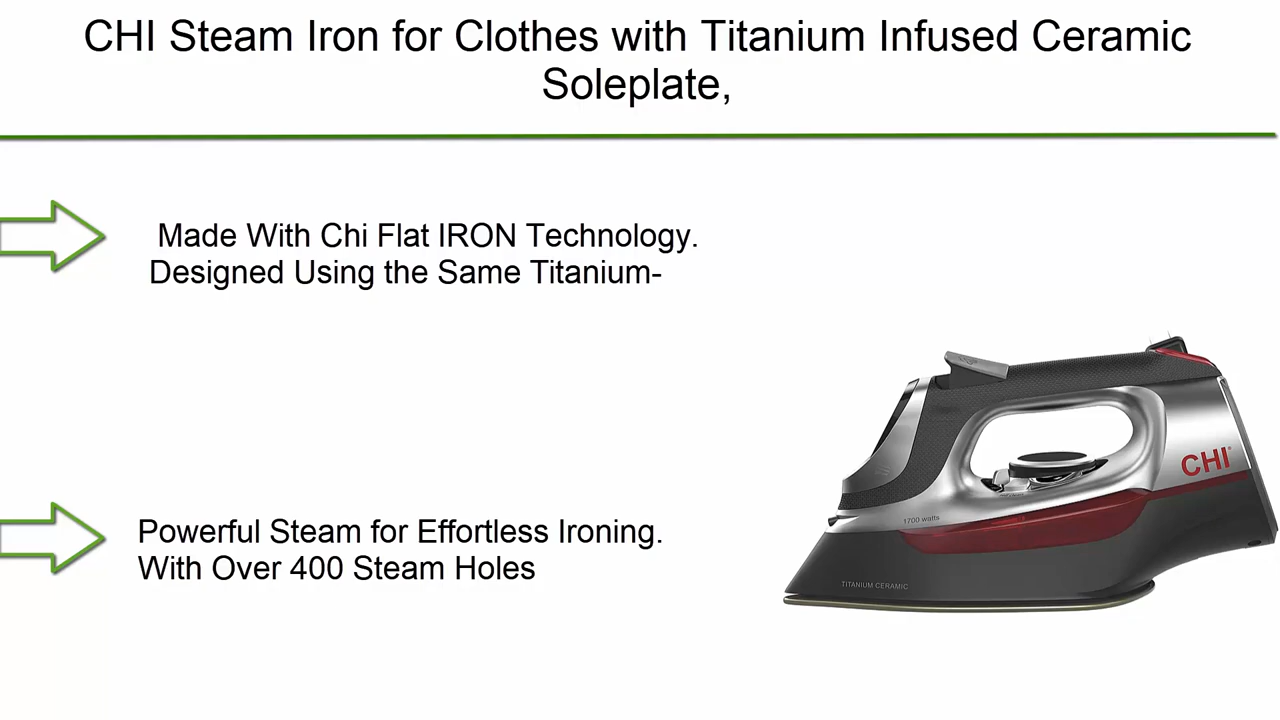 CHI Steam Iron for Clothes with Titanium Infused Ceramic
Soleplate,
Made With Chi Flat IRON Technology.
Designed Using the Same Titanium-
CHI
1700 watts
Powerful Steam for Effortless Ironing.
With Over 400 Steam Holes
TITANIUM CERAMIC